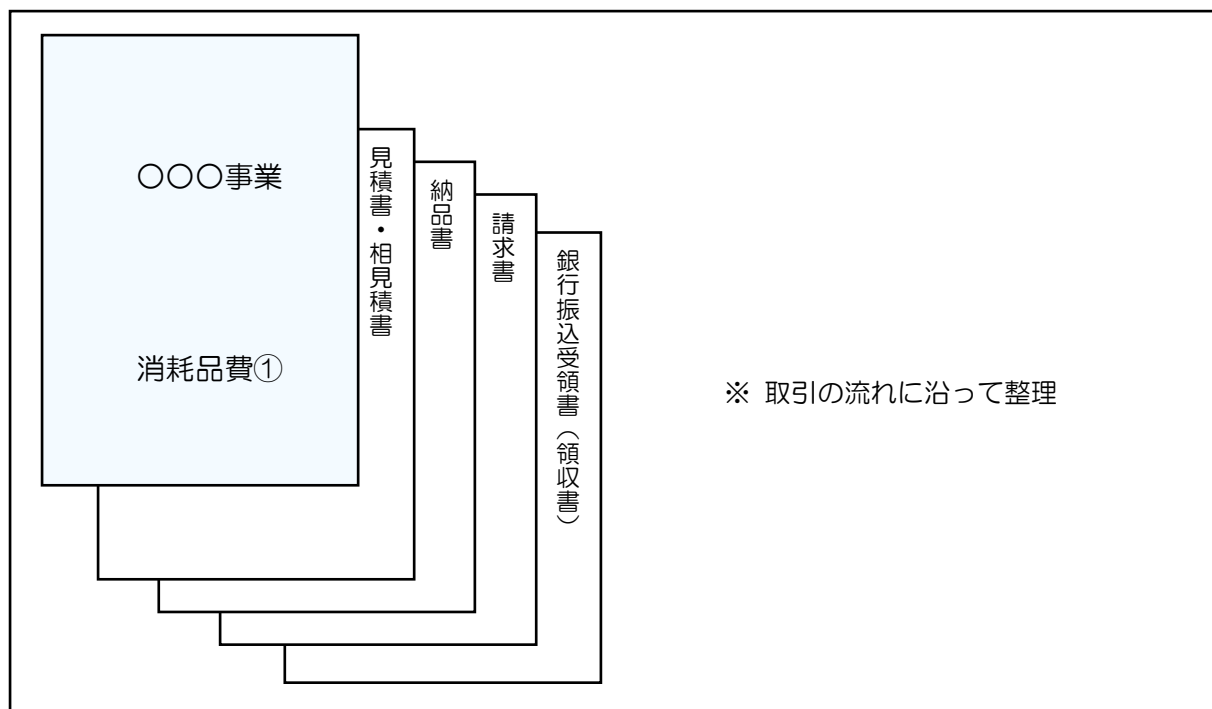 〇〇〇事業
消耗品費①
見積書・相見積書
納品書
請求書
銀行振込受領書（領収書）
※ 取引の流れに沿って整理